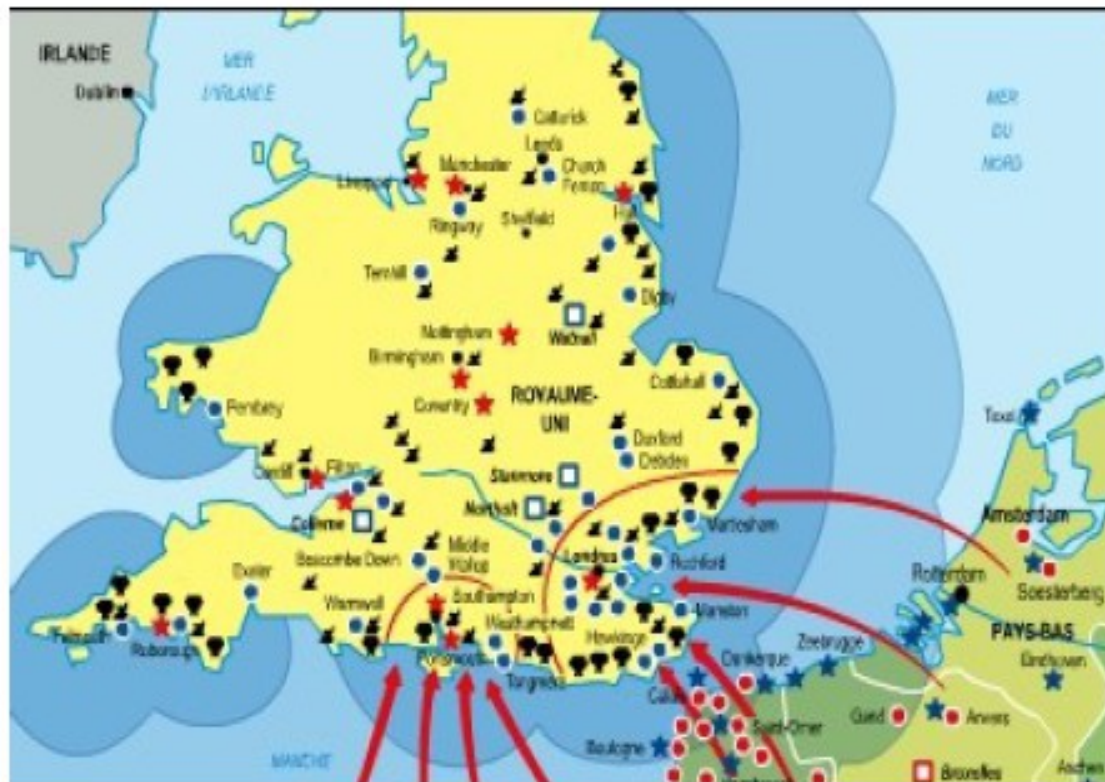 IRLANDE
Dublin
MER
D'IRLANDE
MER
DU
NORD
Catterick
Leeds
Church
Fenton
Manchester
Liverpool
Hull
Ringway
Sheffield
Ternhill
Digby
Nottingham
Watnall
Birmingham
Coventry
ROYAUME-
UNI
Coltishall
Pembrey
Duxford
Debden
Cardiff
Filton
Stanmore
Northolt
Colerne
Martlesham
Boscombe Down
Middle
Wallop
Londres
Rochford
Exeter
Warmwell
Southampton
Westhampnett
Manston
Hawkinge
Falmouth
Roborough
Portsmouth
Tangmere
MANCHE
Texel
Amsterdam
Soesterberg
Rotterdam
PAYS-BAS
Eindhoven
Zeebrugge
Dunkerque
Calais
Saint-Omer
Gand
Anvers
Boulogne
Bruxelles
Aachen